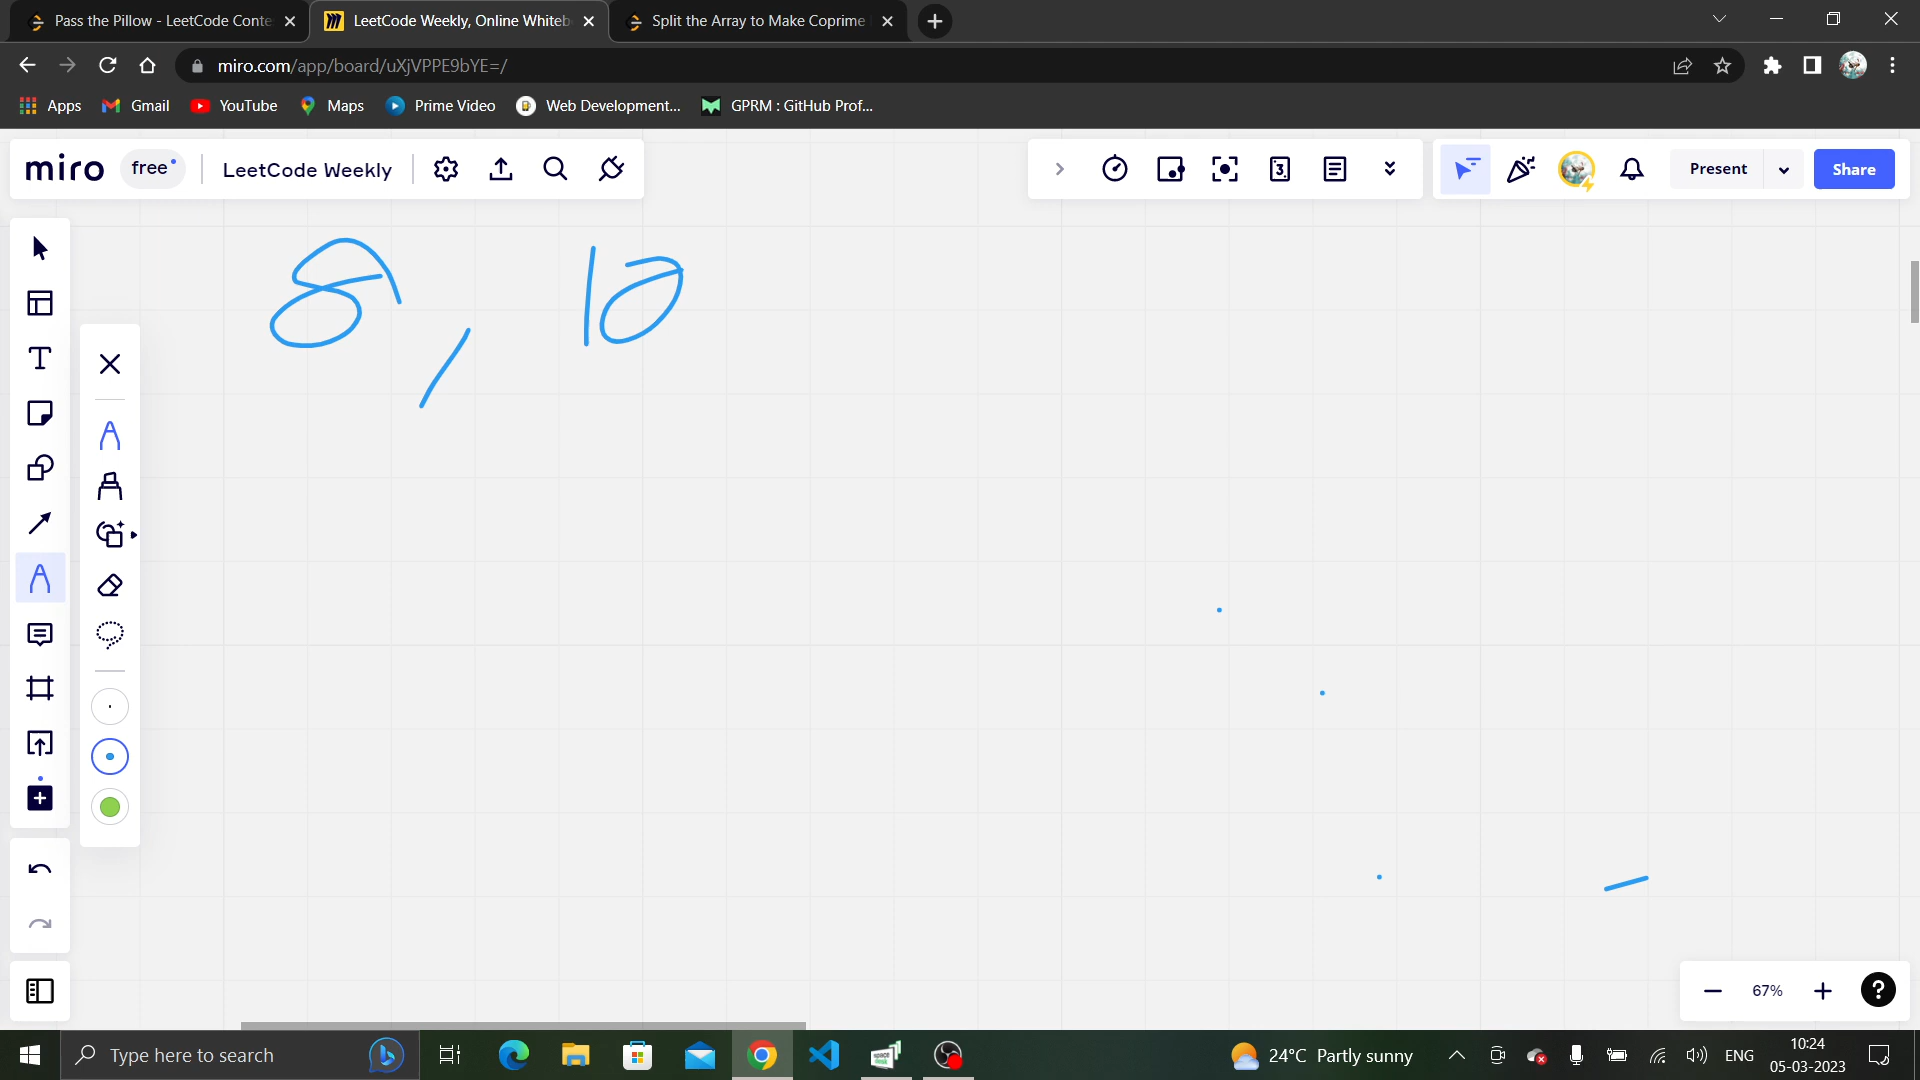 Pass the Pillow - LeetCode Conte
LeetCode Weekly, Online Whiteb
Split the Array to Make Coprime
miro.com/app/board/uXjVPPE9bYE=/
Apps
Gmail
YouTube
Maps
Prime Video
Web Development...
GPRM : GitHub Prof...
miro
free
LeetCode Weekly
3
Present
Share
8, 10
T
67%
?
Type here to search
24°C Partly sunny
ENG
10:24
05-03-2023